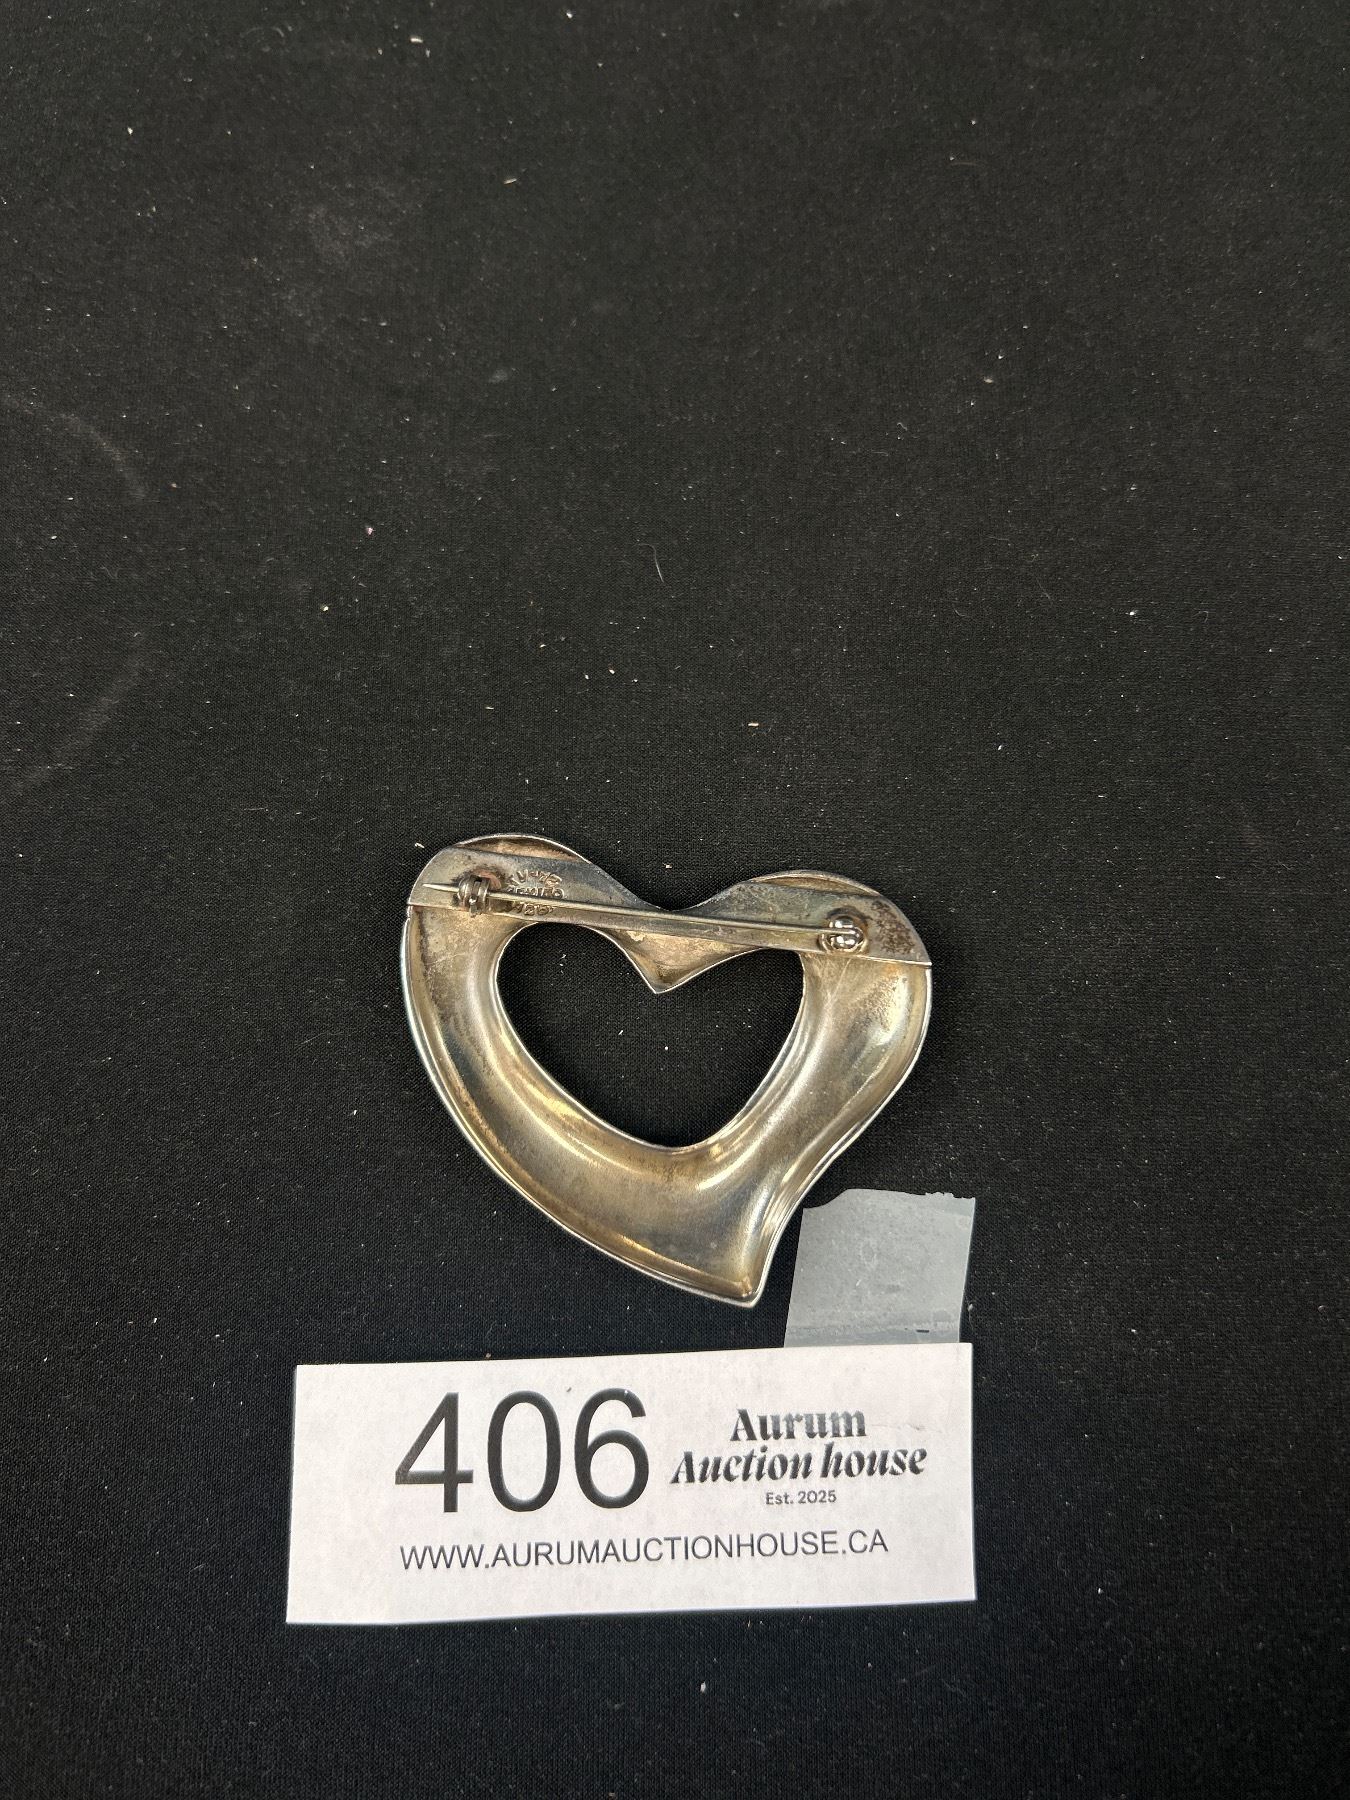 406
Aurum
Auction house
Est. 2025
WWW.AURUMAUCTIONHOUSE.CA